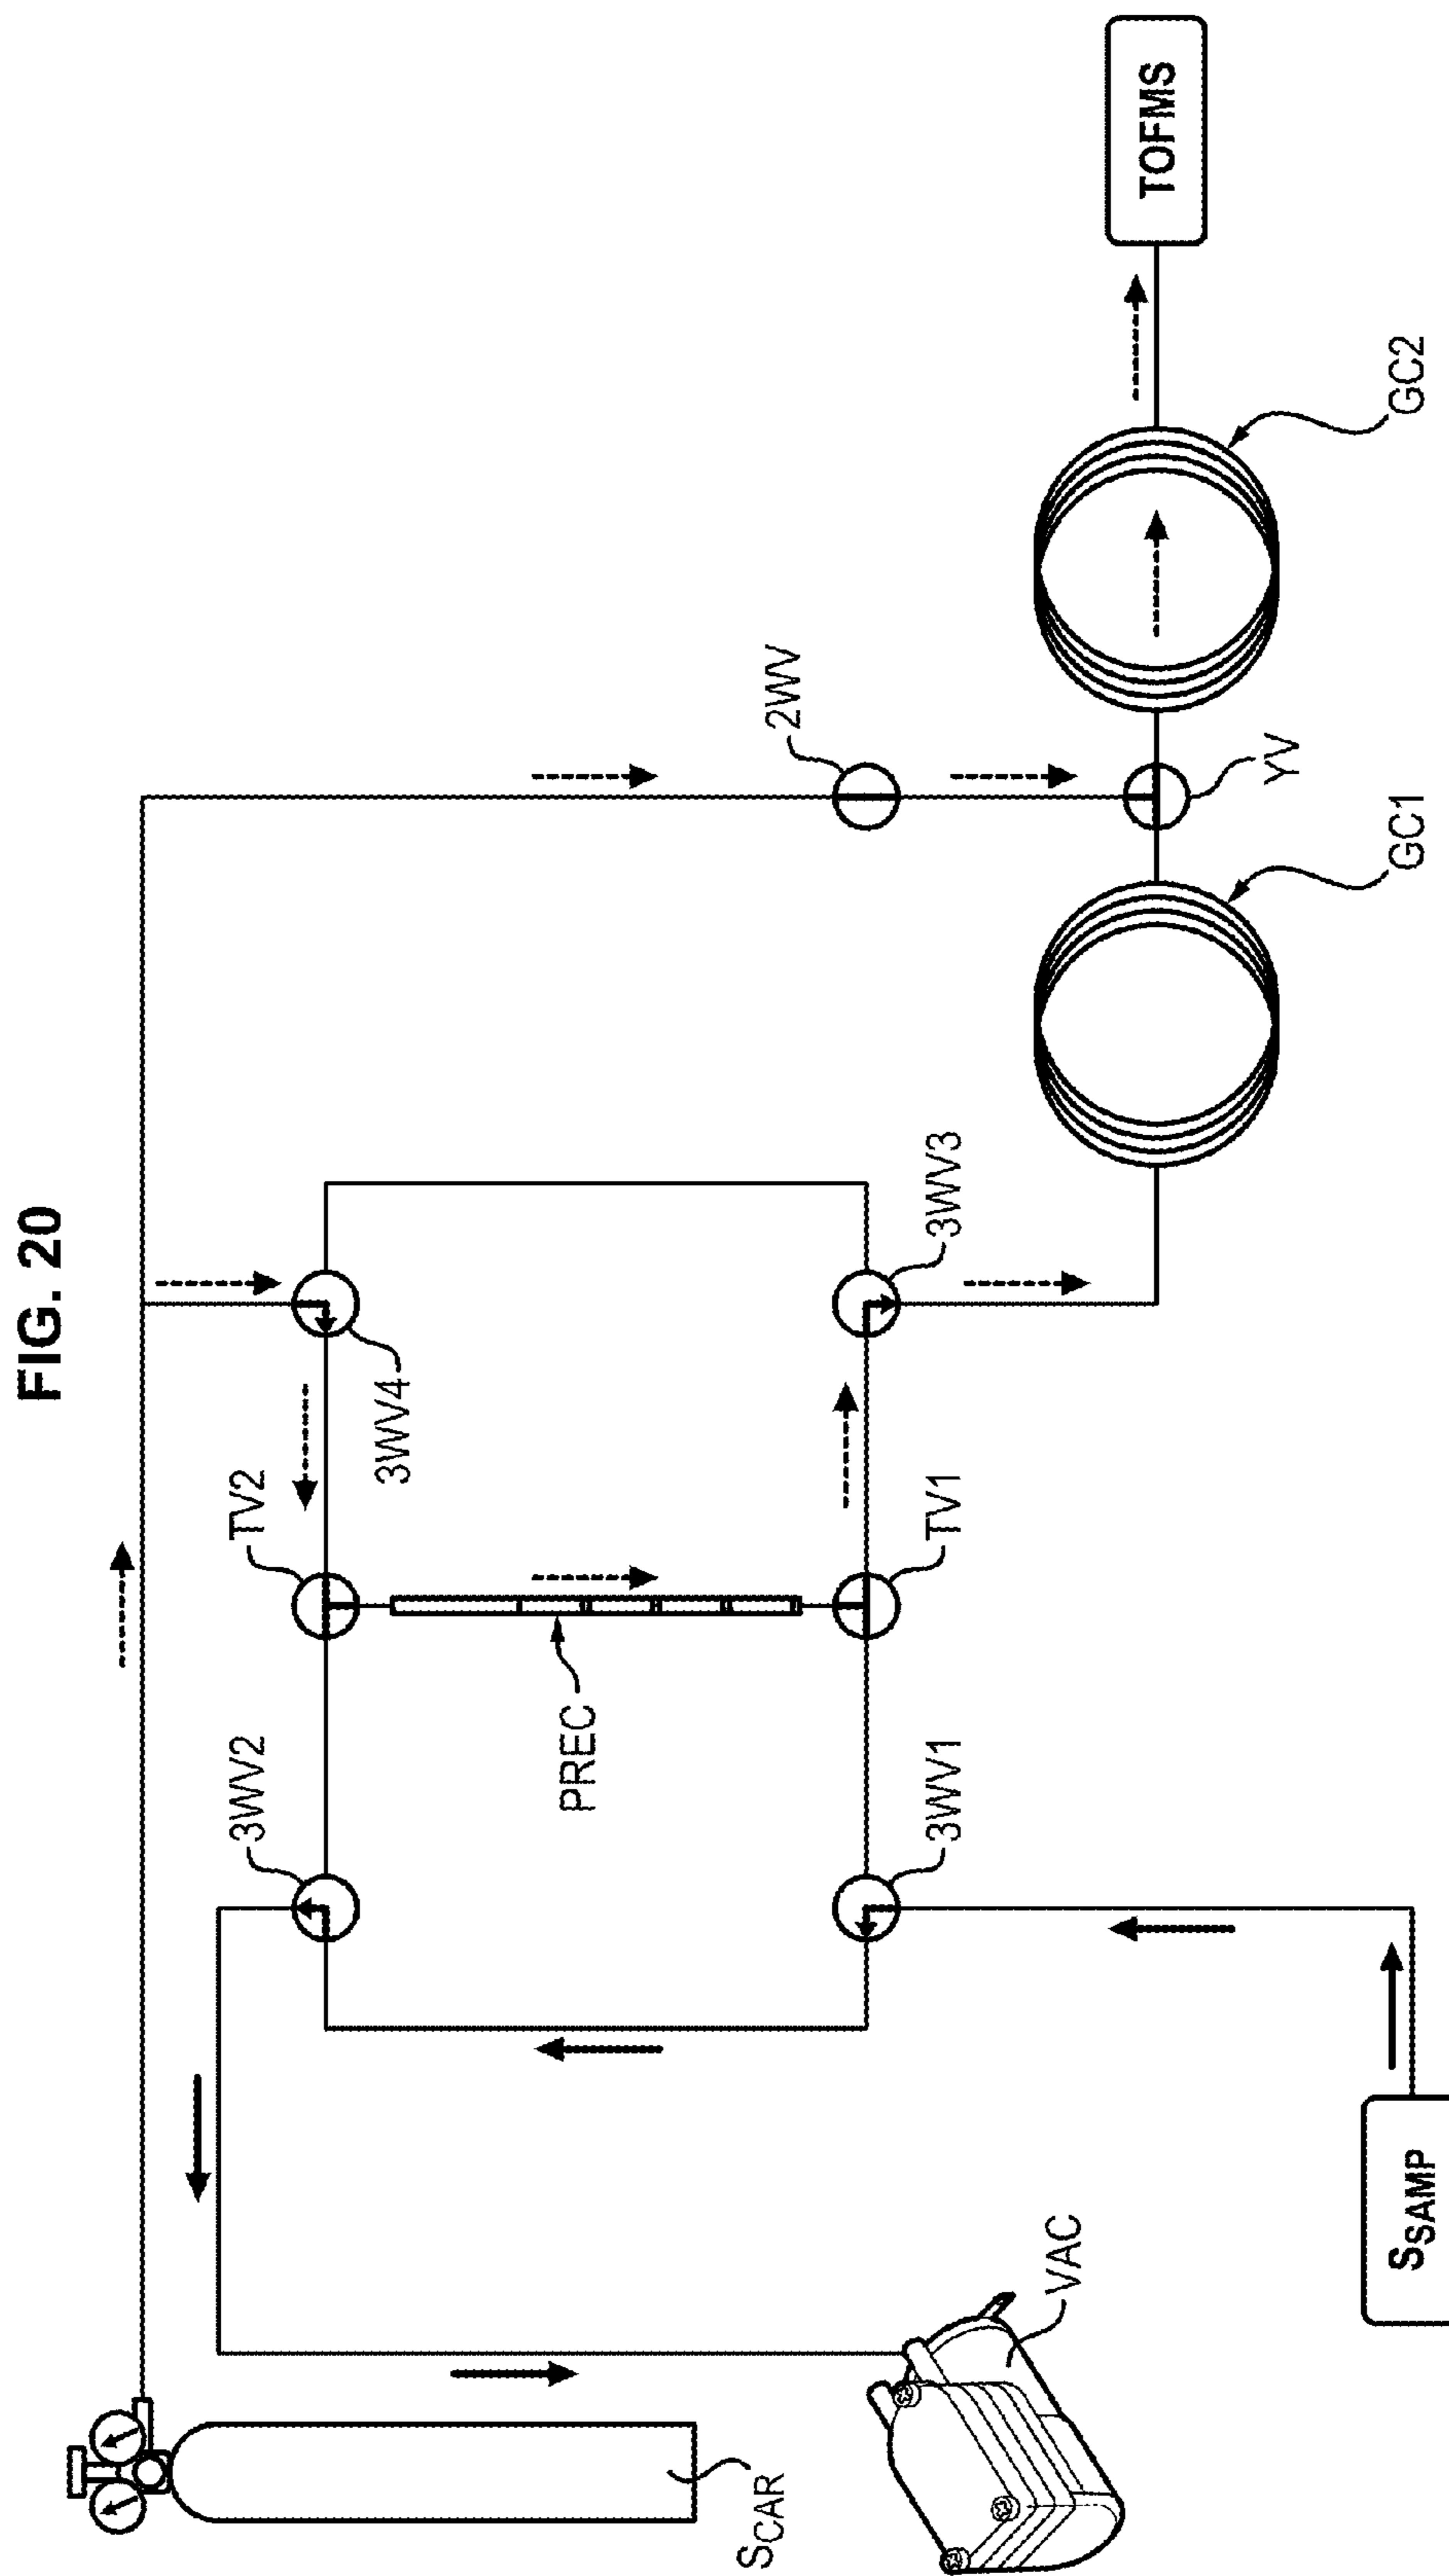 FIG. 20
SCAR
VAC
SSAMP
3WV2
3WV1
PREC
TV2
TV1
3WV4
3WV3
GC1
2WV
YV
GC2
TOFMS